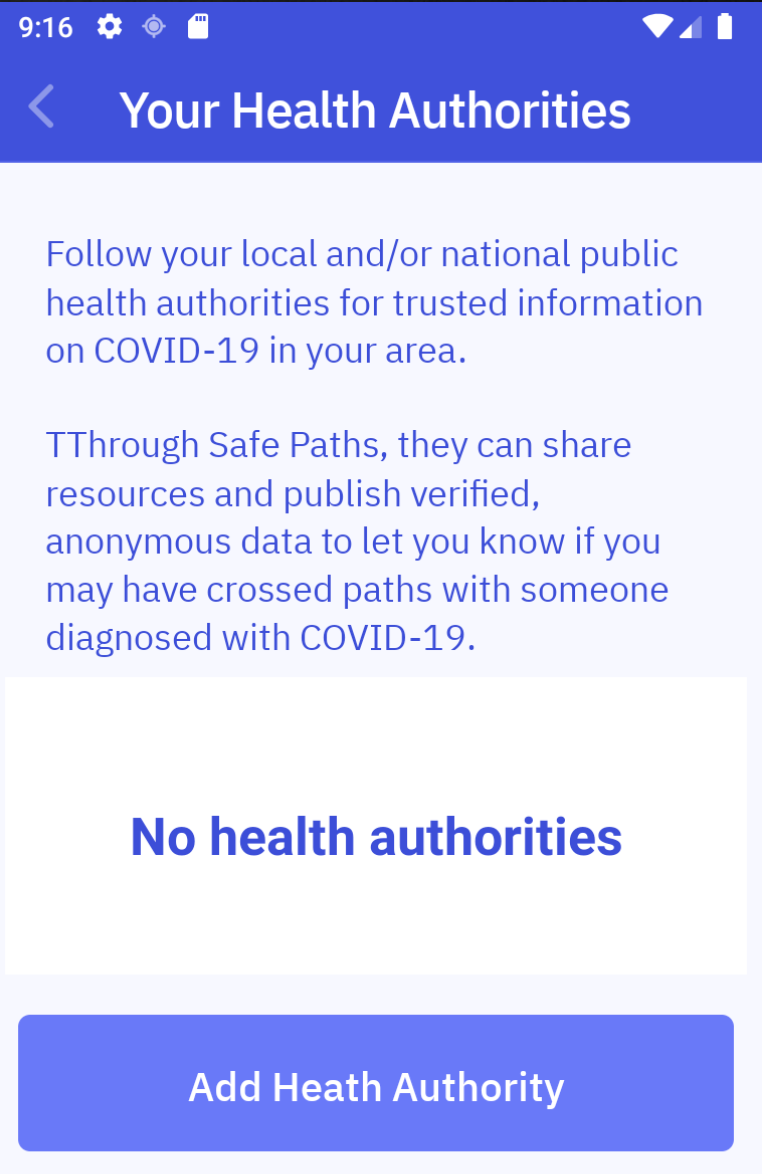 9:16
Your Health Authorities
Follow your local and/or national public
health authorities for trusted information
on COVID-19 in your area.
TThrough Safe Paths, they can share
resources and publish verified,
anonymous data to let you know if you
may have crossed paths with someone
diagnosed with COVID-19.
No health authorities
Add Heath Authority